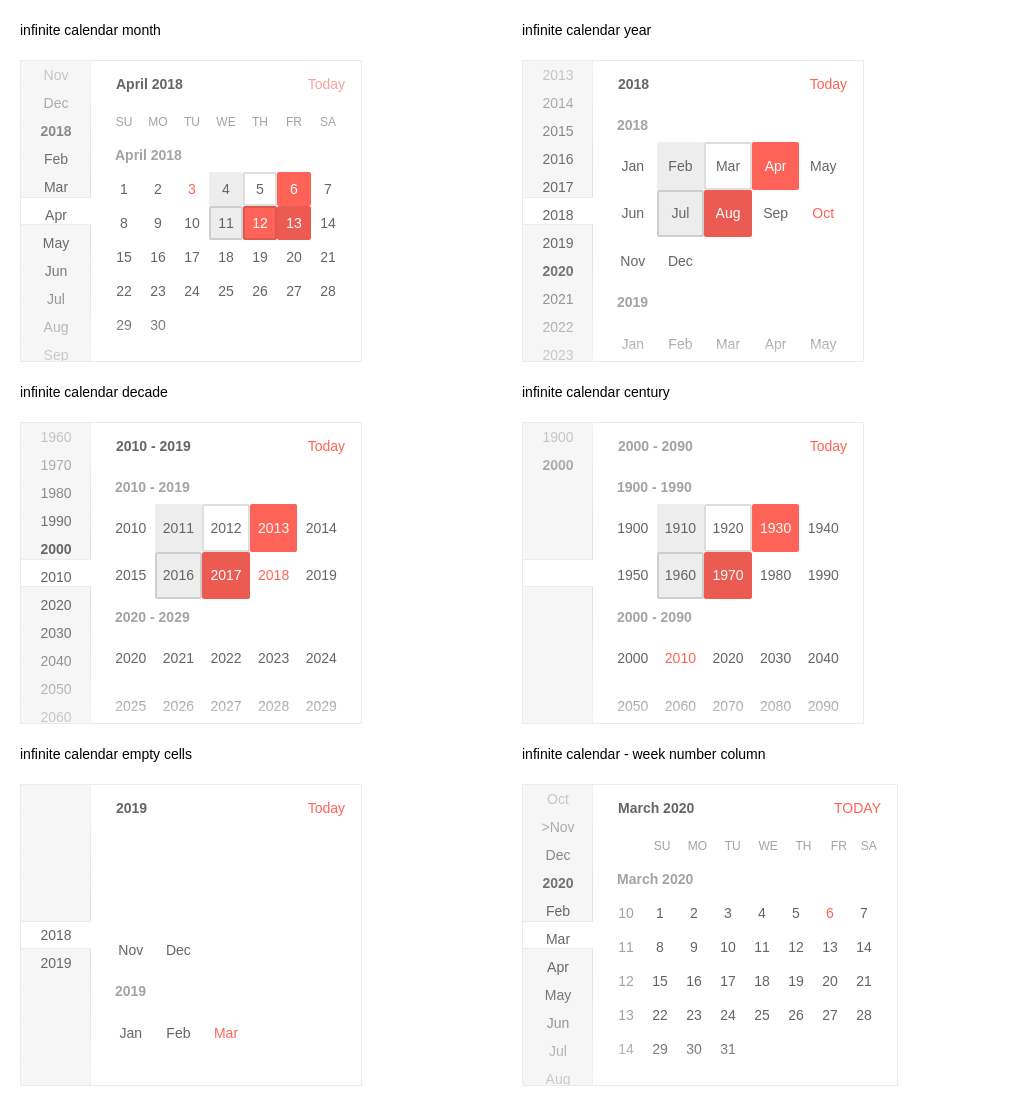 infinite calendar month
Nov
Dec
2018
Feb
Mar
Apr
May
Jun
Jul
Aug
Sep
April 2018 Today
SU MO TU WE TH FR SA
April 2018
1 2 3 4 5 6 7
8 9 10 11 12 13 14
15 16 17 18 19 20 21
22 23 24 25 26 27 28
29 30
infinite calendar year
2013
2014
2015
2016
2017
2018
2019
2020
2021
2022
2023
2018 Today
2018
Jan Feb Mar Apr May
Jun Jul Aug Sep Oct
Nov Dec
2019
Jan Feb Mar Apr May
infinite calendar decade
1960
1970
1980
1990
2000
2010
2020
2030
2040
2050
2060
2010 - 2019 Today
2010 - 2019
2010 2011 2012 2013 2014
2015 2016 2017 2018 2019
2020 - 2029
2020 2021 2022 2023 2024
2025 2026 2027 2028 2029
infinite calendar century
1900
2000
2000 - 2090 Today
1900 - 1990
1900 1910 1920 1930 1940
1950 1960 1970 1980 1990
2000 - 2090
2000 2010 2020 2030 2040
2050 2060 2070 2080 2090
infinite calendar empty cells
2018
2019
2019 Today
Nov Dec
2019
Jan Feb Mar
infinite calendar - week number column
Oct
>Nov
Dec
2020
Feb
Mar
Apr
May
Jun
Jul
Aug
March 2020 TODAY
SU MO TU WE TH FR SA
March 2020
10 1 2 3 4 5 6 7
11 8 9 10 11 12 13 14
12 15 16 17 18 19 20 21
13 22 23 24 25 26 27 28
14 29 30 31